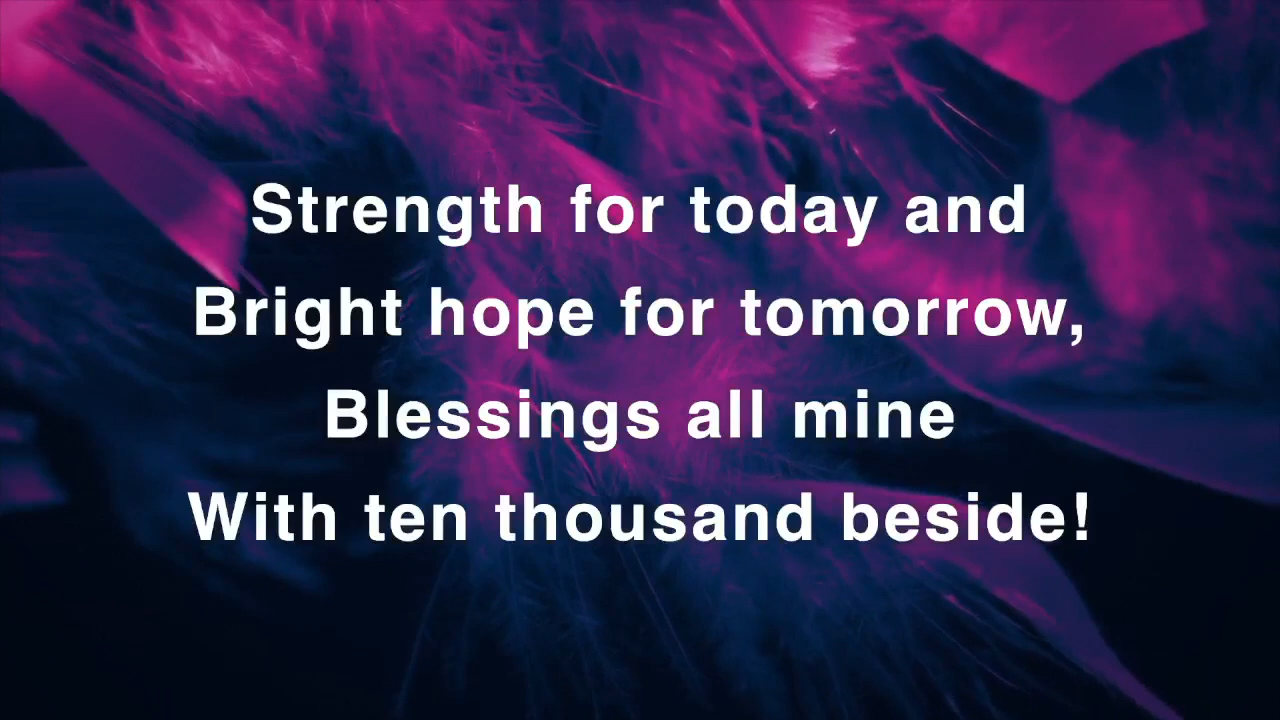 Strength for today and
Bright hope for tomorrow,
Blessings all mine
With ten thousand beside!